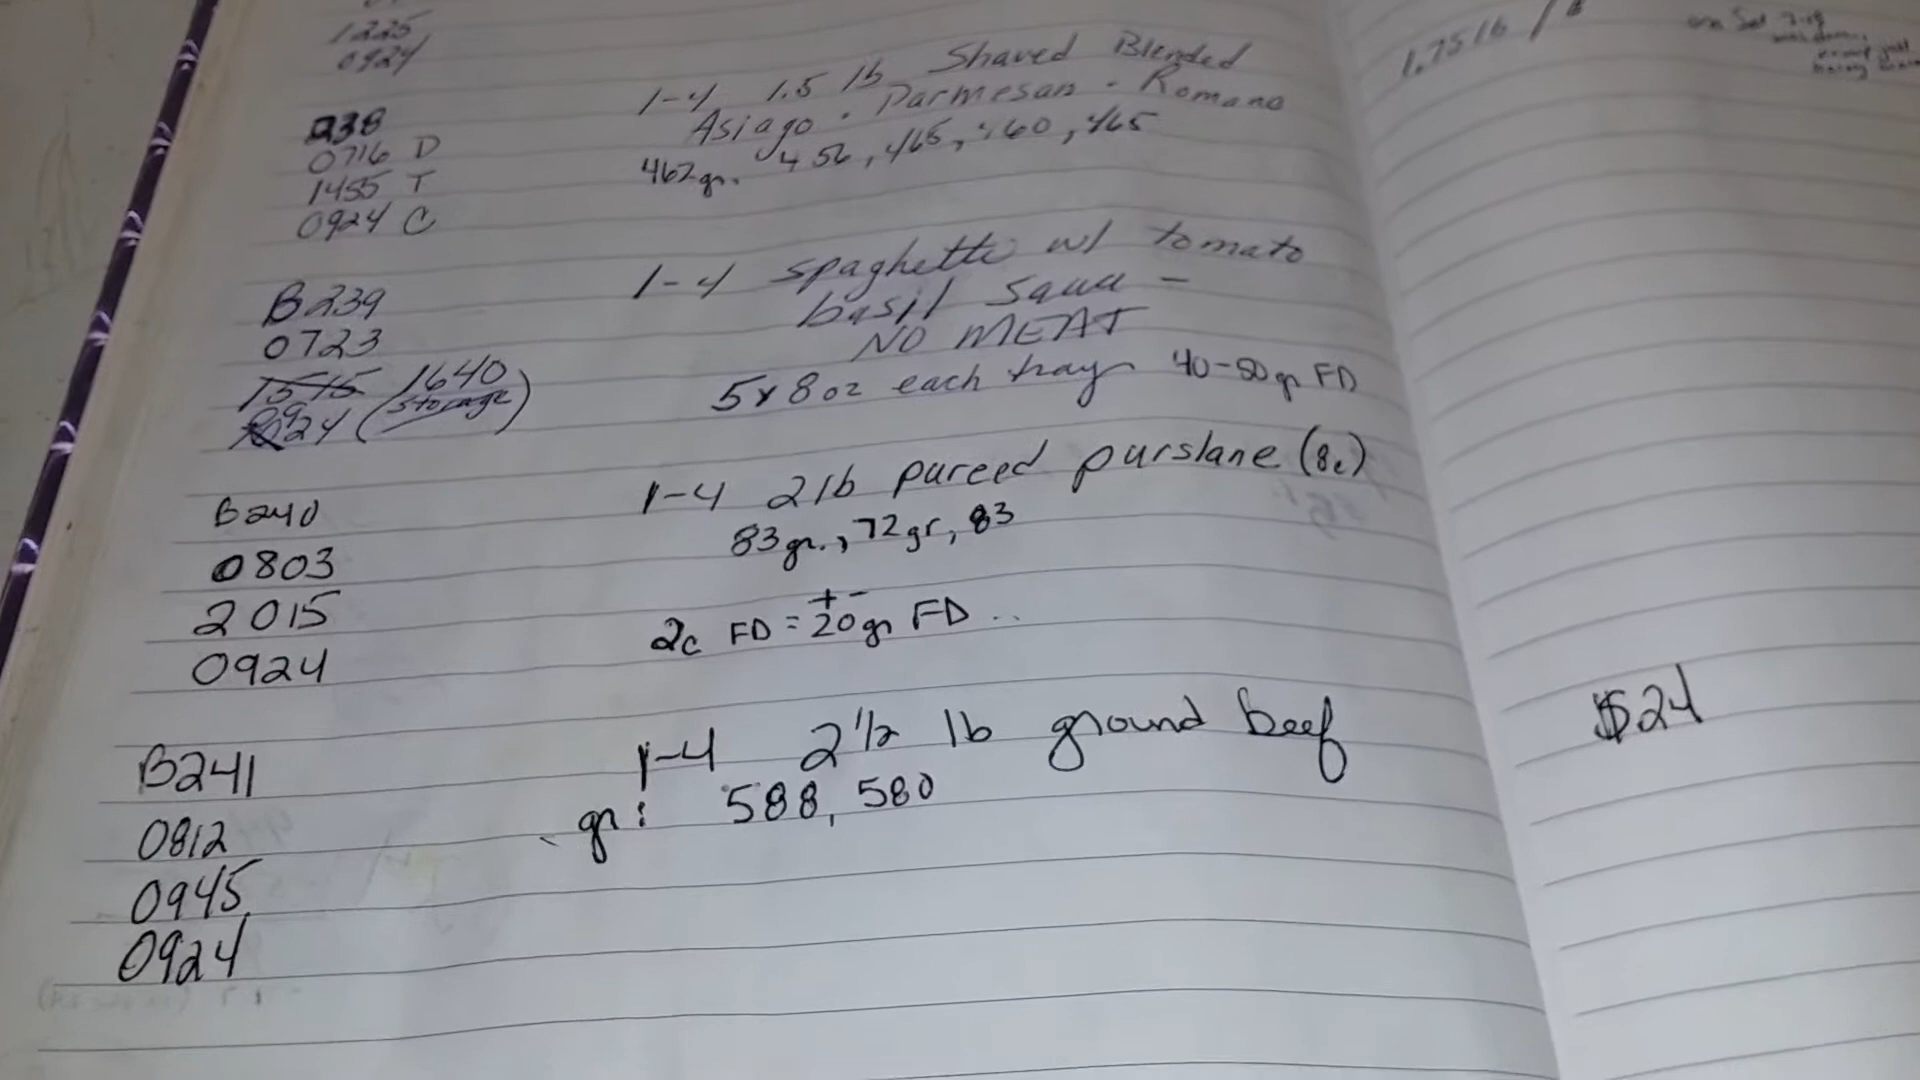 1225
0924
B238
0716 D
1455 T
0924 C
1-4 1.5 lb Shaved Blended
Asiago - Parmesan - Romano
462gr. 456, 465, 460, 465
B239
0723
1515 1640
0924 (storage)
1-4 spaghetti w/ tomato
basil sauce -
NO MEAT
5x8oz each tray 40-50gr FD
B240
0803
2015
0924
1-4 2lb pureed purslane (8c)
83gr., 72gr, 83
+ -
2c FD = 20gr FD ..
B241
0812
0945
0924
1-4 2 1/2 lb ground beef
gr: 588, 580
1.75 lb /
$24